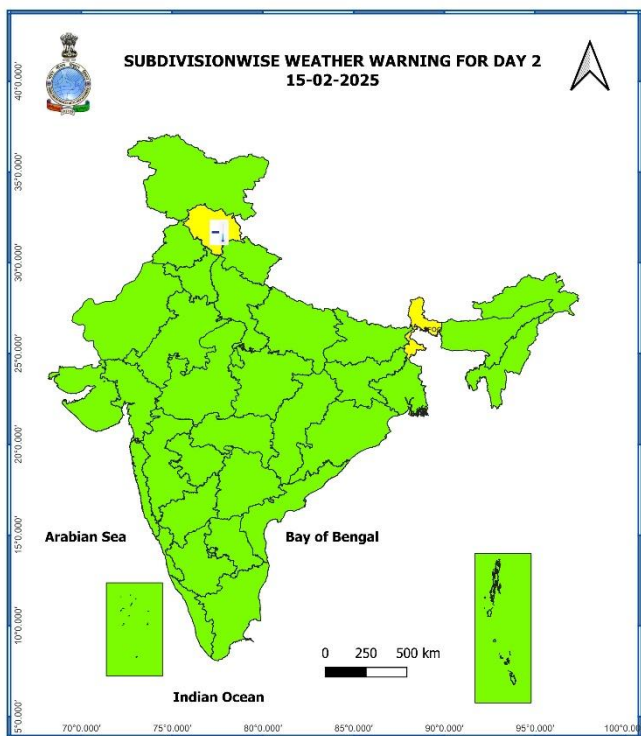 SUBDIVISIONWISE WEATHER WARNING FOR DAY 2
15-02-2025
40°0.000'
35°0.000'
30°0.000'
25°0.000'
20°0.000'
15°0.000'
10°0.000'
5°0.000'
Arabian Sea
Bay of Bengal
0 250 500 km
Indian Ocean
70°0.000' 75°0.000' 80°0.000' 85°0.000' 90°0.000' 95°0.000' 100°0.00